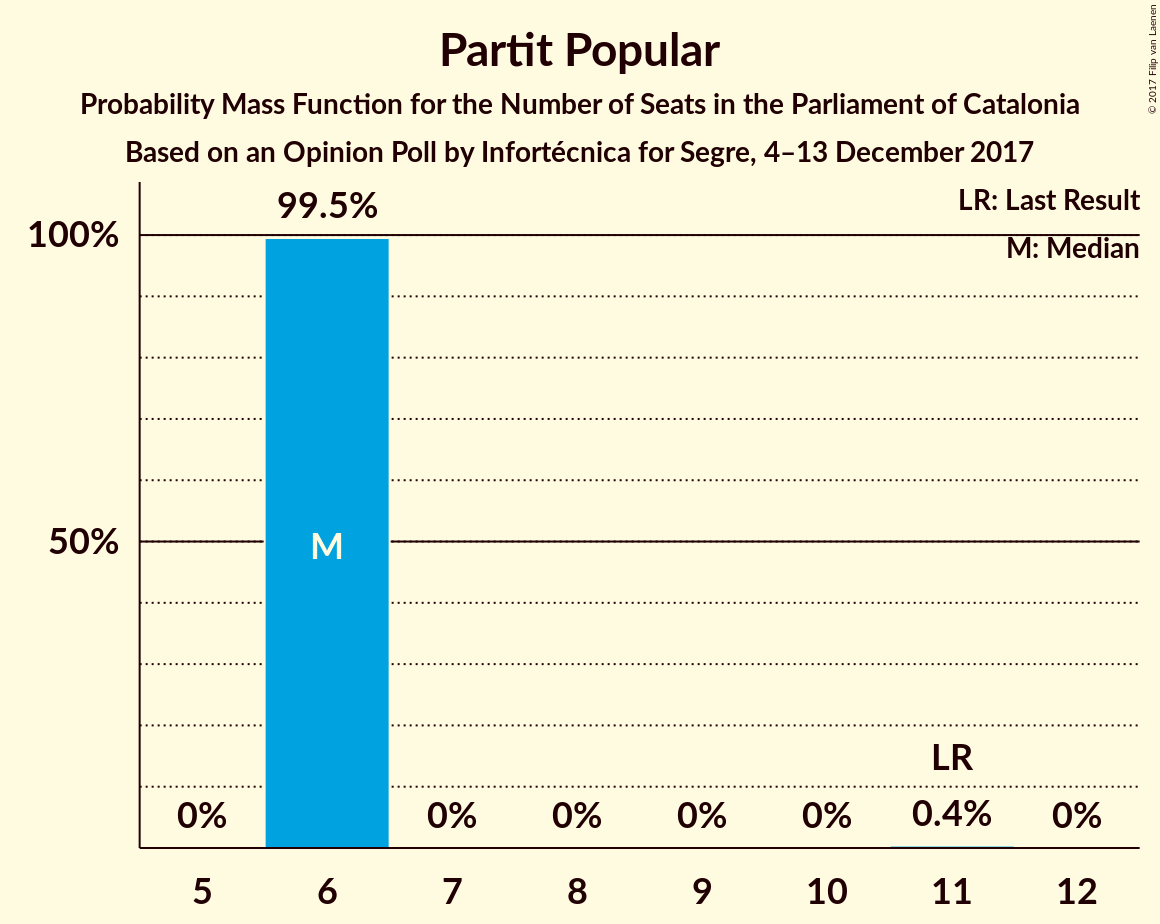 Partit Popular
Probability Mass Function for the Number of Seats in the Parliament of Catalonia
Based on an Opinion Poll by Infortécnica for Segre, 4–13 December 2017
© 2017 Filip van Laenen
LR: Last Result
M: Median
99.5%
100%
50%
M
LR
0% 0% 0% 0% 0% 0.4% 0%
5 6 7 8 9 10 11 12